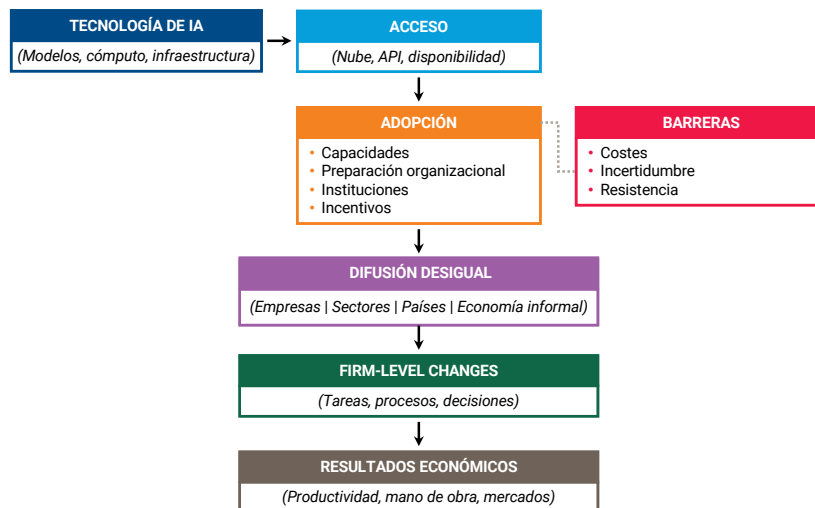 TECNOLOGÍA DE IA
(Modelos, cómputo, infraestructura)
ACCESO
(Nube, API, disponibilidad)
ADOPCIÓN
• Capacidades
• Preparación organizacional
• Instituciones
• Incentivos
BARRERAS
• Costes
• Incertidumbre
• Resistencia
DIFUSIÓN DESIGUAL
(Empresas | Sectores | Países | Economía informal)
FIRM-LEVEL CHANGES
(Tareas, procesos, decisiones)
RESULTADOS ECONÓMICOS
(Productividad, mano de obra, mercados)